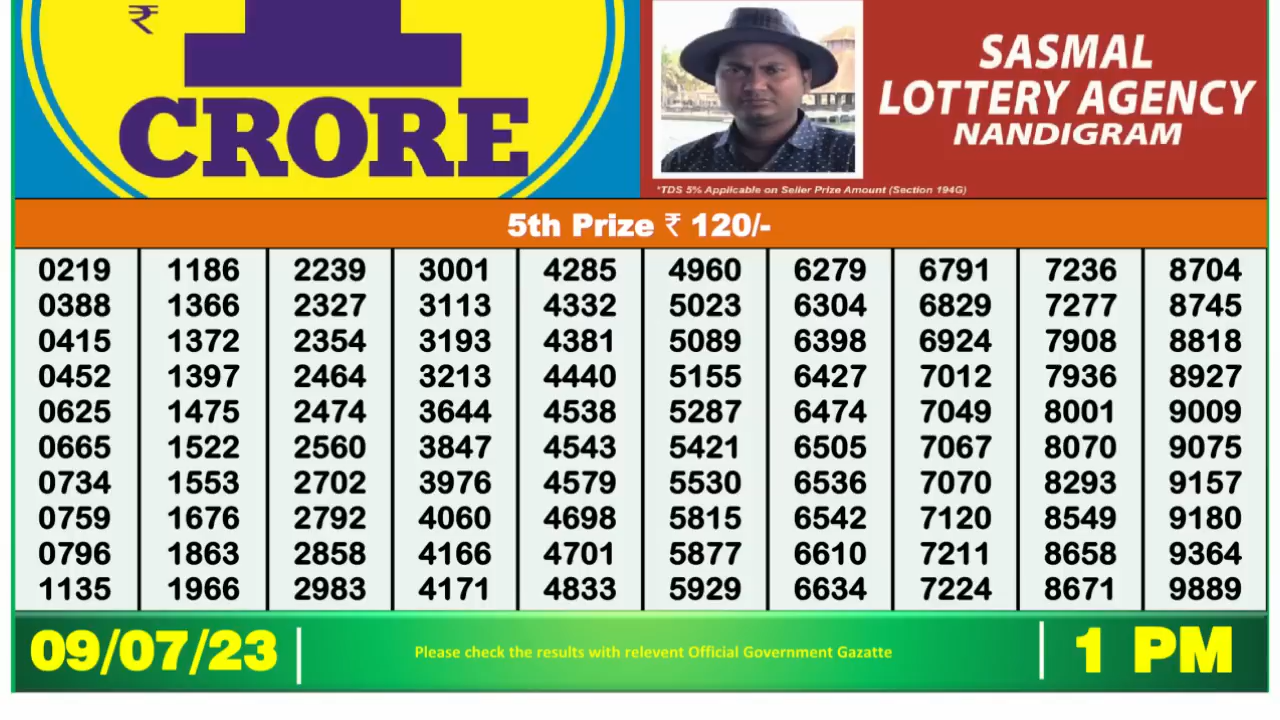 ₹
CRORE
SASMAL
LOTTERY AGENCY
NANDIGRAM
*TDS 5% Applicable on Seller Prize Amount (Section 194G)
5th Prize ₹ 120/-
0219 1186 2239 3001 4285 4960 6279 6791 7236 8704
0388 1366 2327 3113 4332 5023 6304 6829 7277 8745
0415 1372 2354 3193 4381 5089 6398 6924 7908 8818
0452 1397 2464 3213 4440 5155 6427 7012 7936 8927
0625 1475 2474 3644 4538 5287 6474 7049 8001 9009
0665 1522 2560 3847 4543 5421 6505 7067 8070 9075
0734 1553 2702 3976 4579 5530 6536 7070 8293 9157
0759 1676 2792 4060 4698 5815 6542 7120 8549 9180
0796 1863 2858 4166 4701 5877 6610 7211 8658 9364
1135 1966 2983 4171 4833 5929 6634 7224 8671 9889
09/07/23
Please check the results with relevent Official Government Gazatte
1 PM